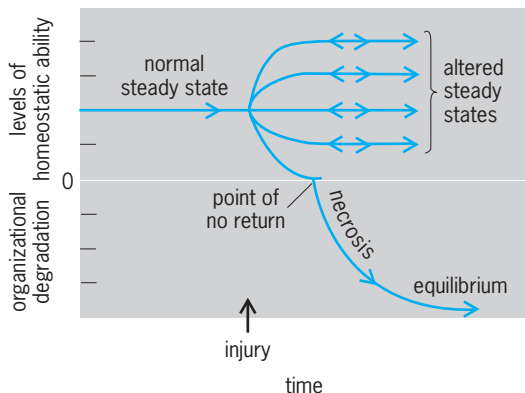 levels of
homeostatic ability
normal
steady state
altered
steady
states
0
organizational
degradation
point of
no return
necrosis
equilibrium
injury
time